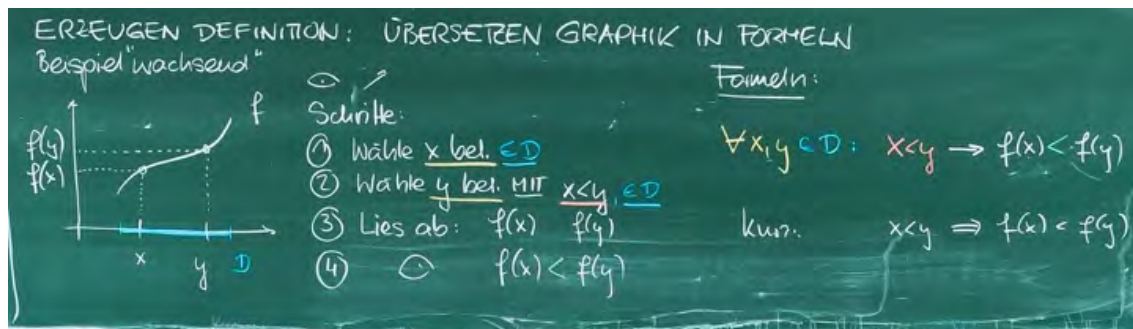 ERZEUGEN DEFINITION: ÜBERSETZEN GRAPHIK IN FORMELN
Beispiel "wachsend"
f
f(y)
f(x)
x y D
Schritte:
① Wähle x bel. ∈D
② Wähle y bel. MIT x<y, ∈D
③ Lies ab: f(x) f(y)
④ f(x) < f(y)
Formeln:
∀x,y ∈D: x<y → f(x) < f(y)
kurz: x<y ⇒ f(x) < f(y)